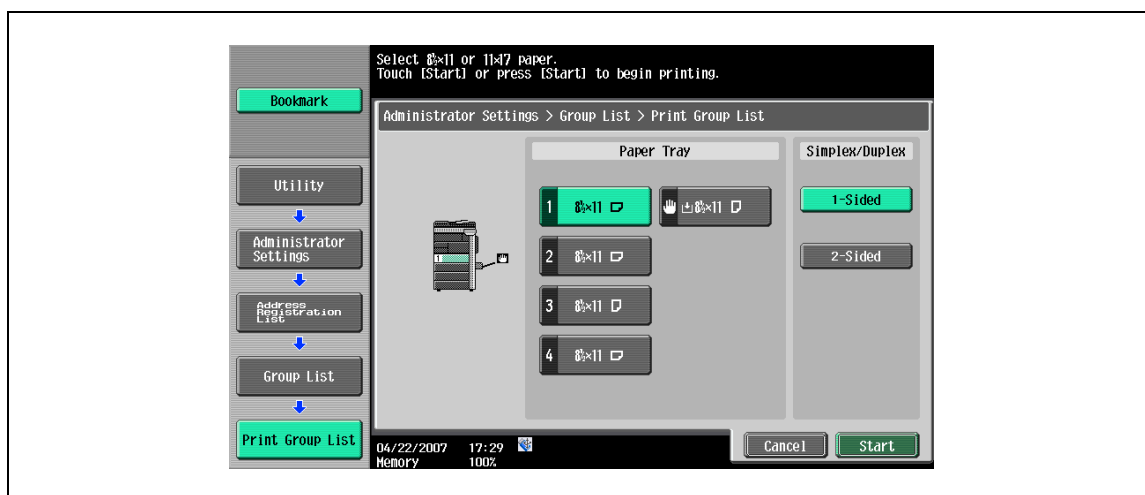 Select 8½×11 or 11×17 paper.
Touch [Start] or press [Start] to begin printing.
Bookmark
Administrator Settings > Group List > Print Group List
Utility
Administrator
Settings
Address
Registration
List
Group List
Print Group List
Paper Tray
1 8½×11
8½×11
2 8½×11
3 8½×11
4 8½×11
1
Simplex/Duplex
1-Sided
2-Sided
04/22/2007 17:29
Memory 100%
Cancel
Start